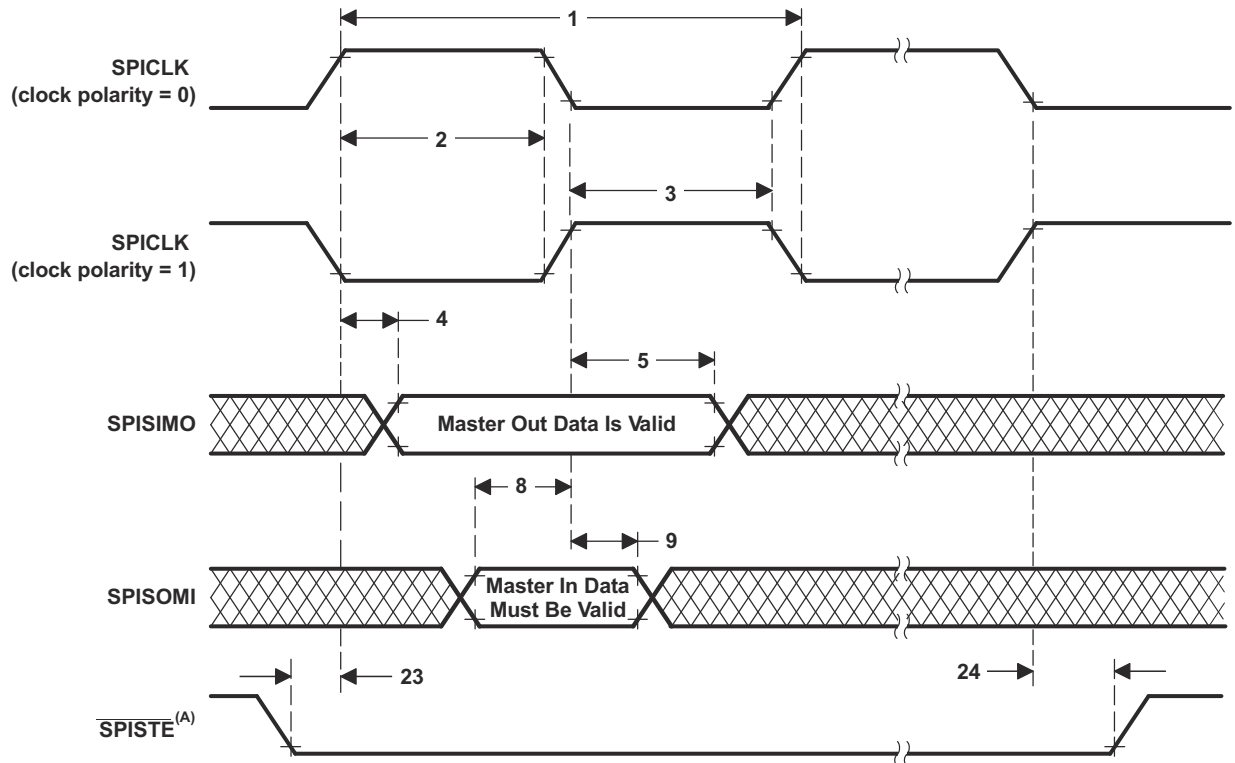 1
SPICLK
(clock polarity = 0)
2
3
SPICLK
(clock polarity = 1)
4
5
SPISIMO
Master Out Data Is Valid
8
9
SPISOMI
Master In Data
Must Be Valid
23
24
SPISTE(A)